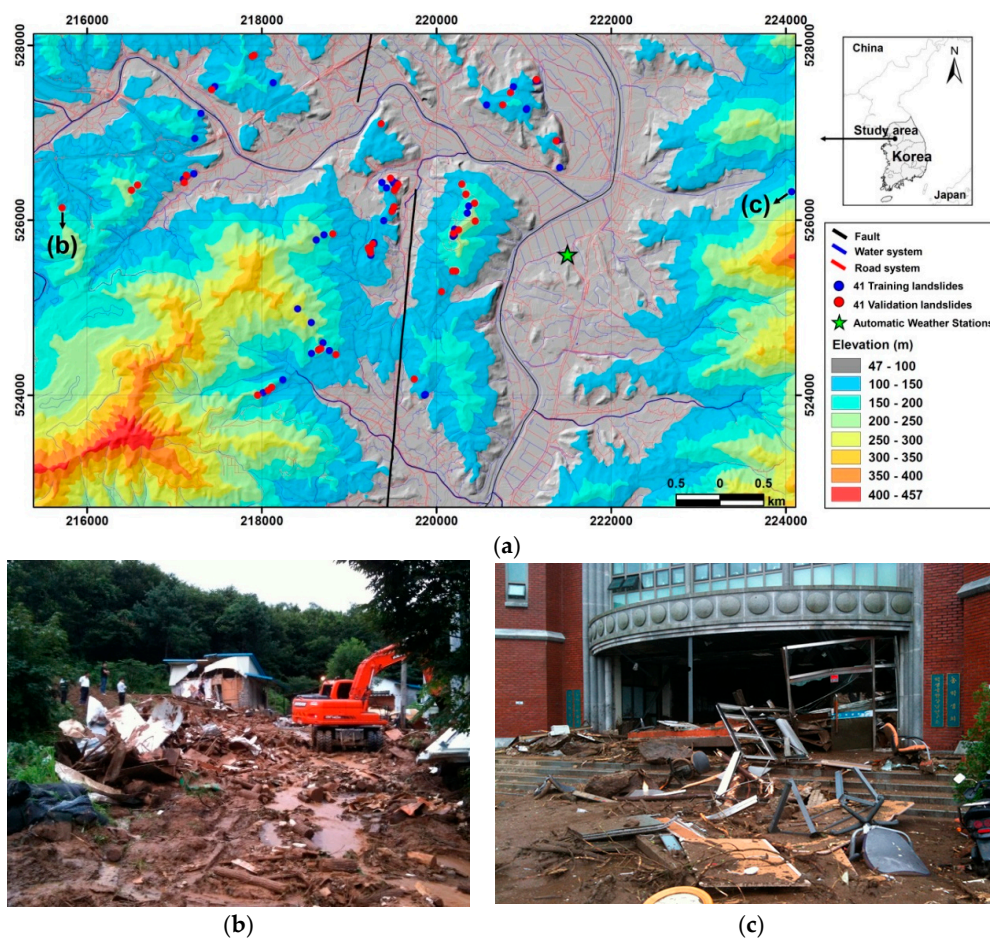 216000 218000 220000 222000 224000
528000
528000
526000
526000
524000
524000
216000 218000 220000 222000 224000
(b)
(c)
0.5 0 0.5
km
China
N
Study area
Korea
Japan
Fault
Water system
Road system
41 Training landslides
41 Validation landslides
Automatic Weather Stations
Elevation (m)
47 - 100
100 - 150
150 - 200
200 - 250
250 - 300
300 - 350
350 - 400
400 - 457
(a)
(b)
(c)